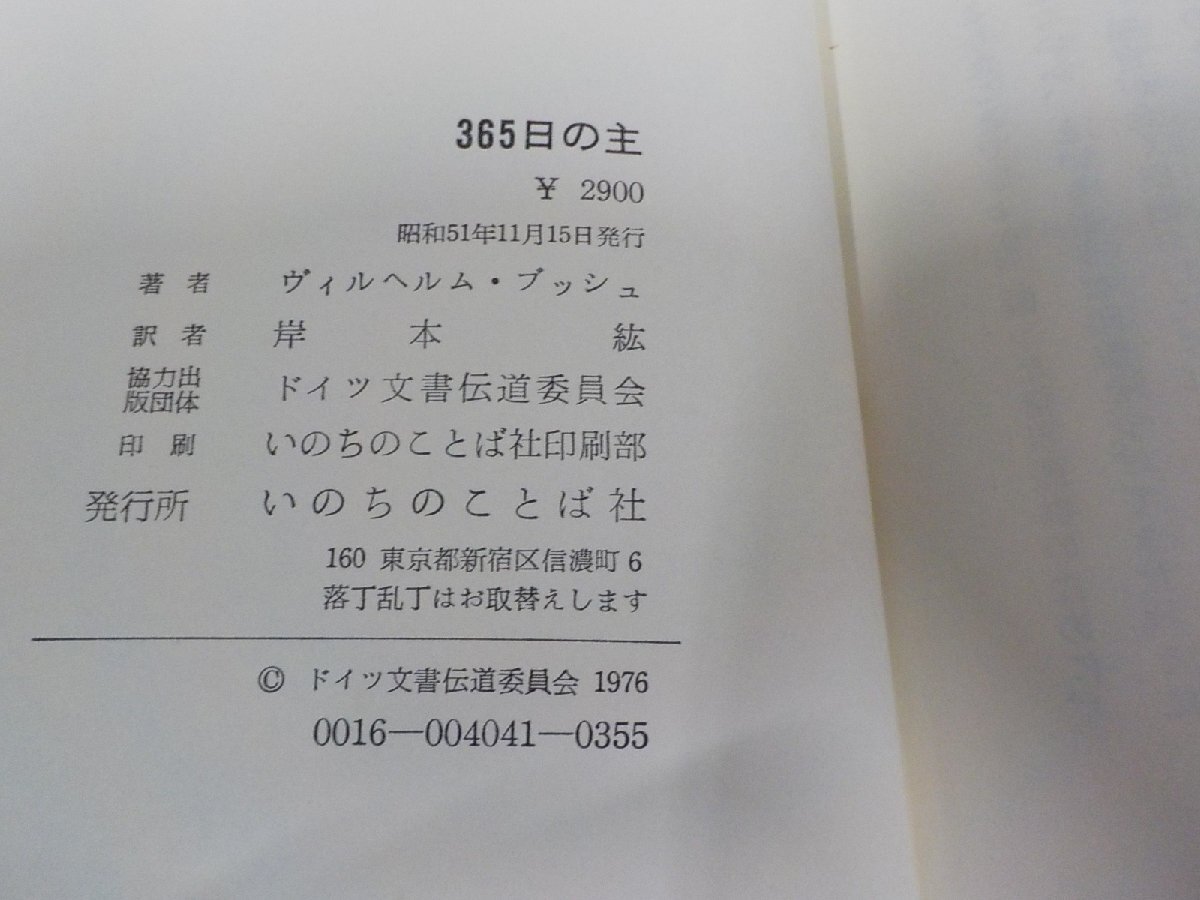 365日の主
￥ 2900
昭和51年11月15日発行
著者 ヴィルヘルム・ブッシュ
訳者 岸本紘
協力出版団体 ドイツ文書伝道委員会
印刷 いのちのことば社印刷部
発行所 いのちのことば社
160 東京都新宿区信濃町6
落丁乱丁はお取替えします
© ドイツ文書伝道委員会 1976
0016―004041―0355